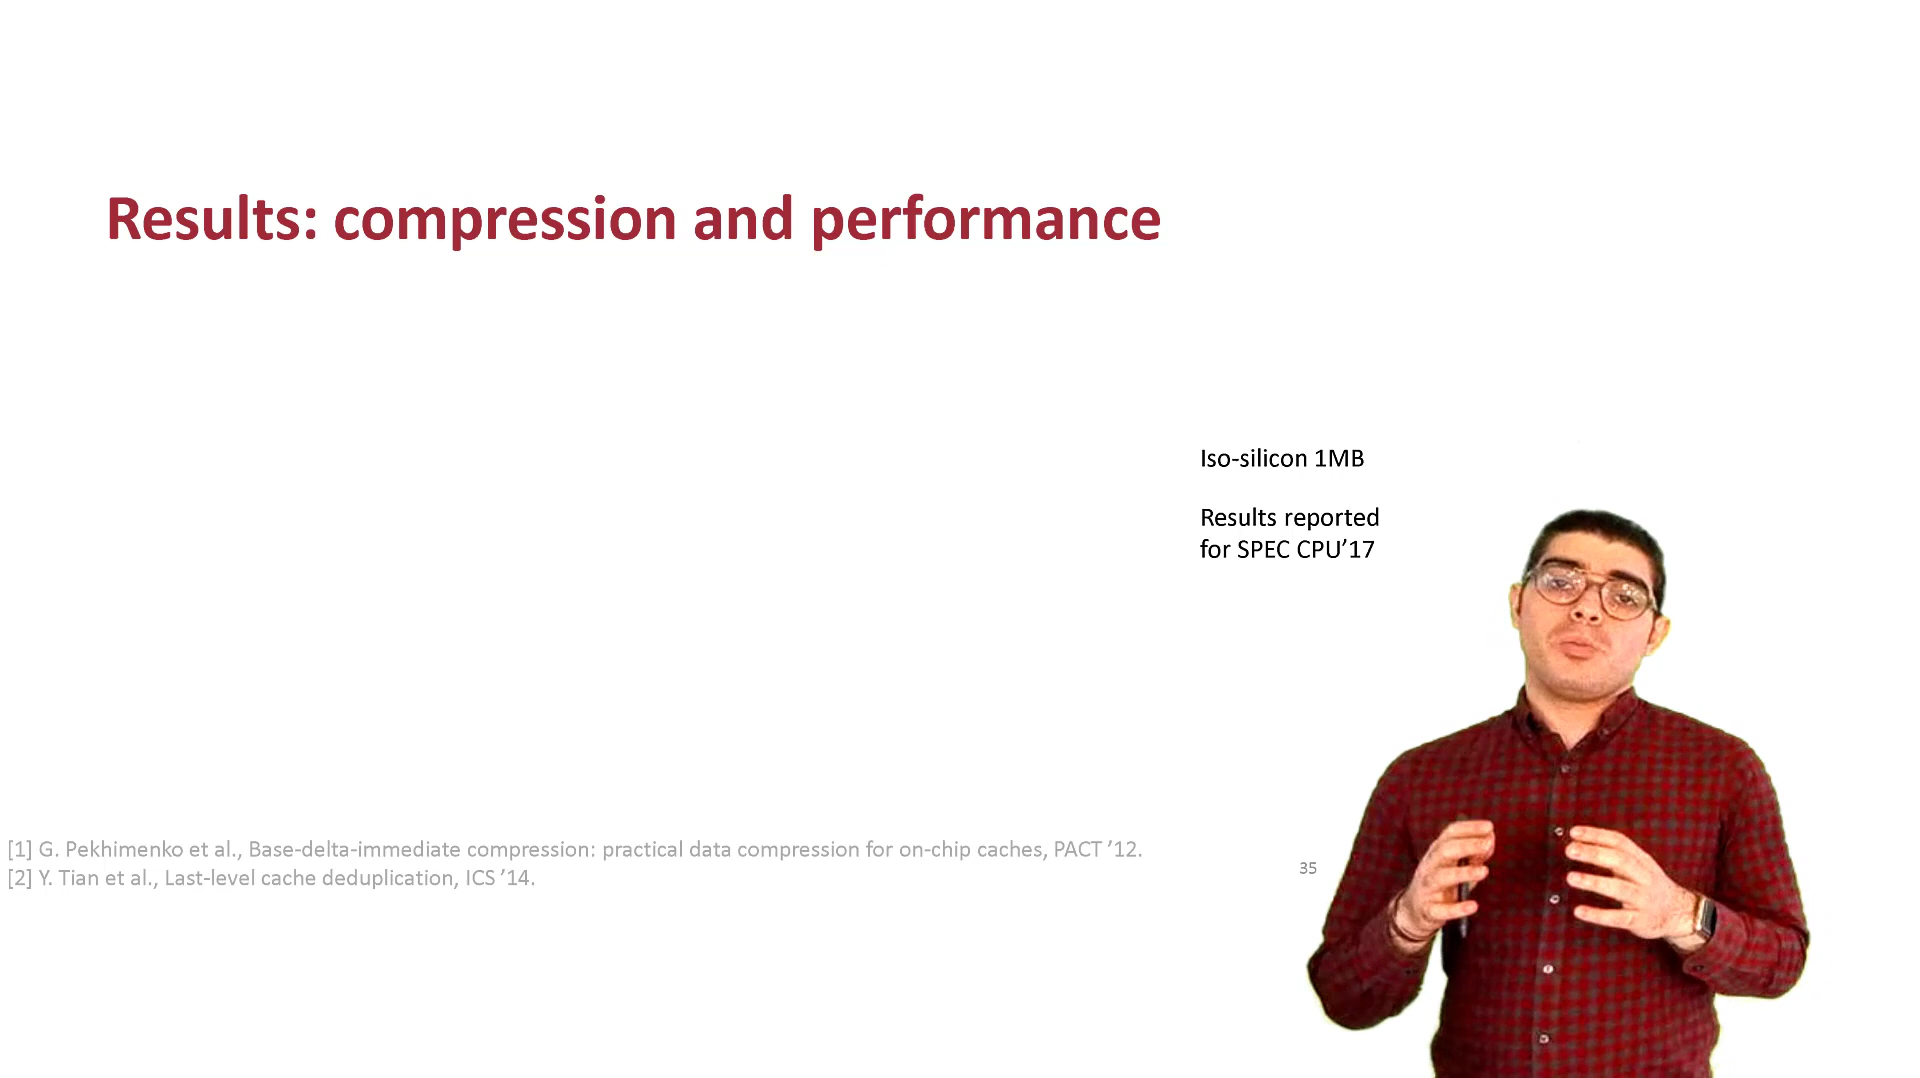 Results: compression and performance
Iso-silicon 1MB
Results reported
for SPEC CPU’17
[1] G. Pekhimenko et al., Base-delta-immediate compression: practical data compression for on-chip caches, PACT ’12.
[2] Y. Tian et al., Last-level cache deduplication, ICS ’14.
35